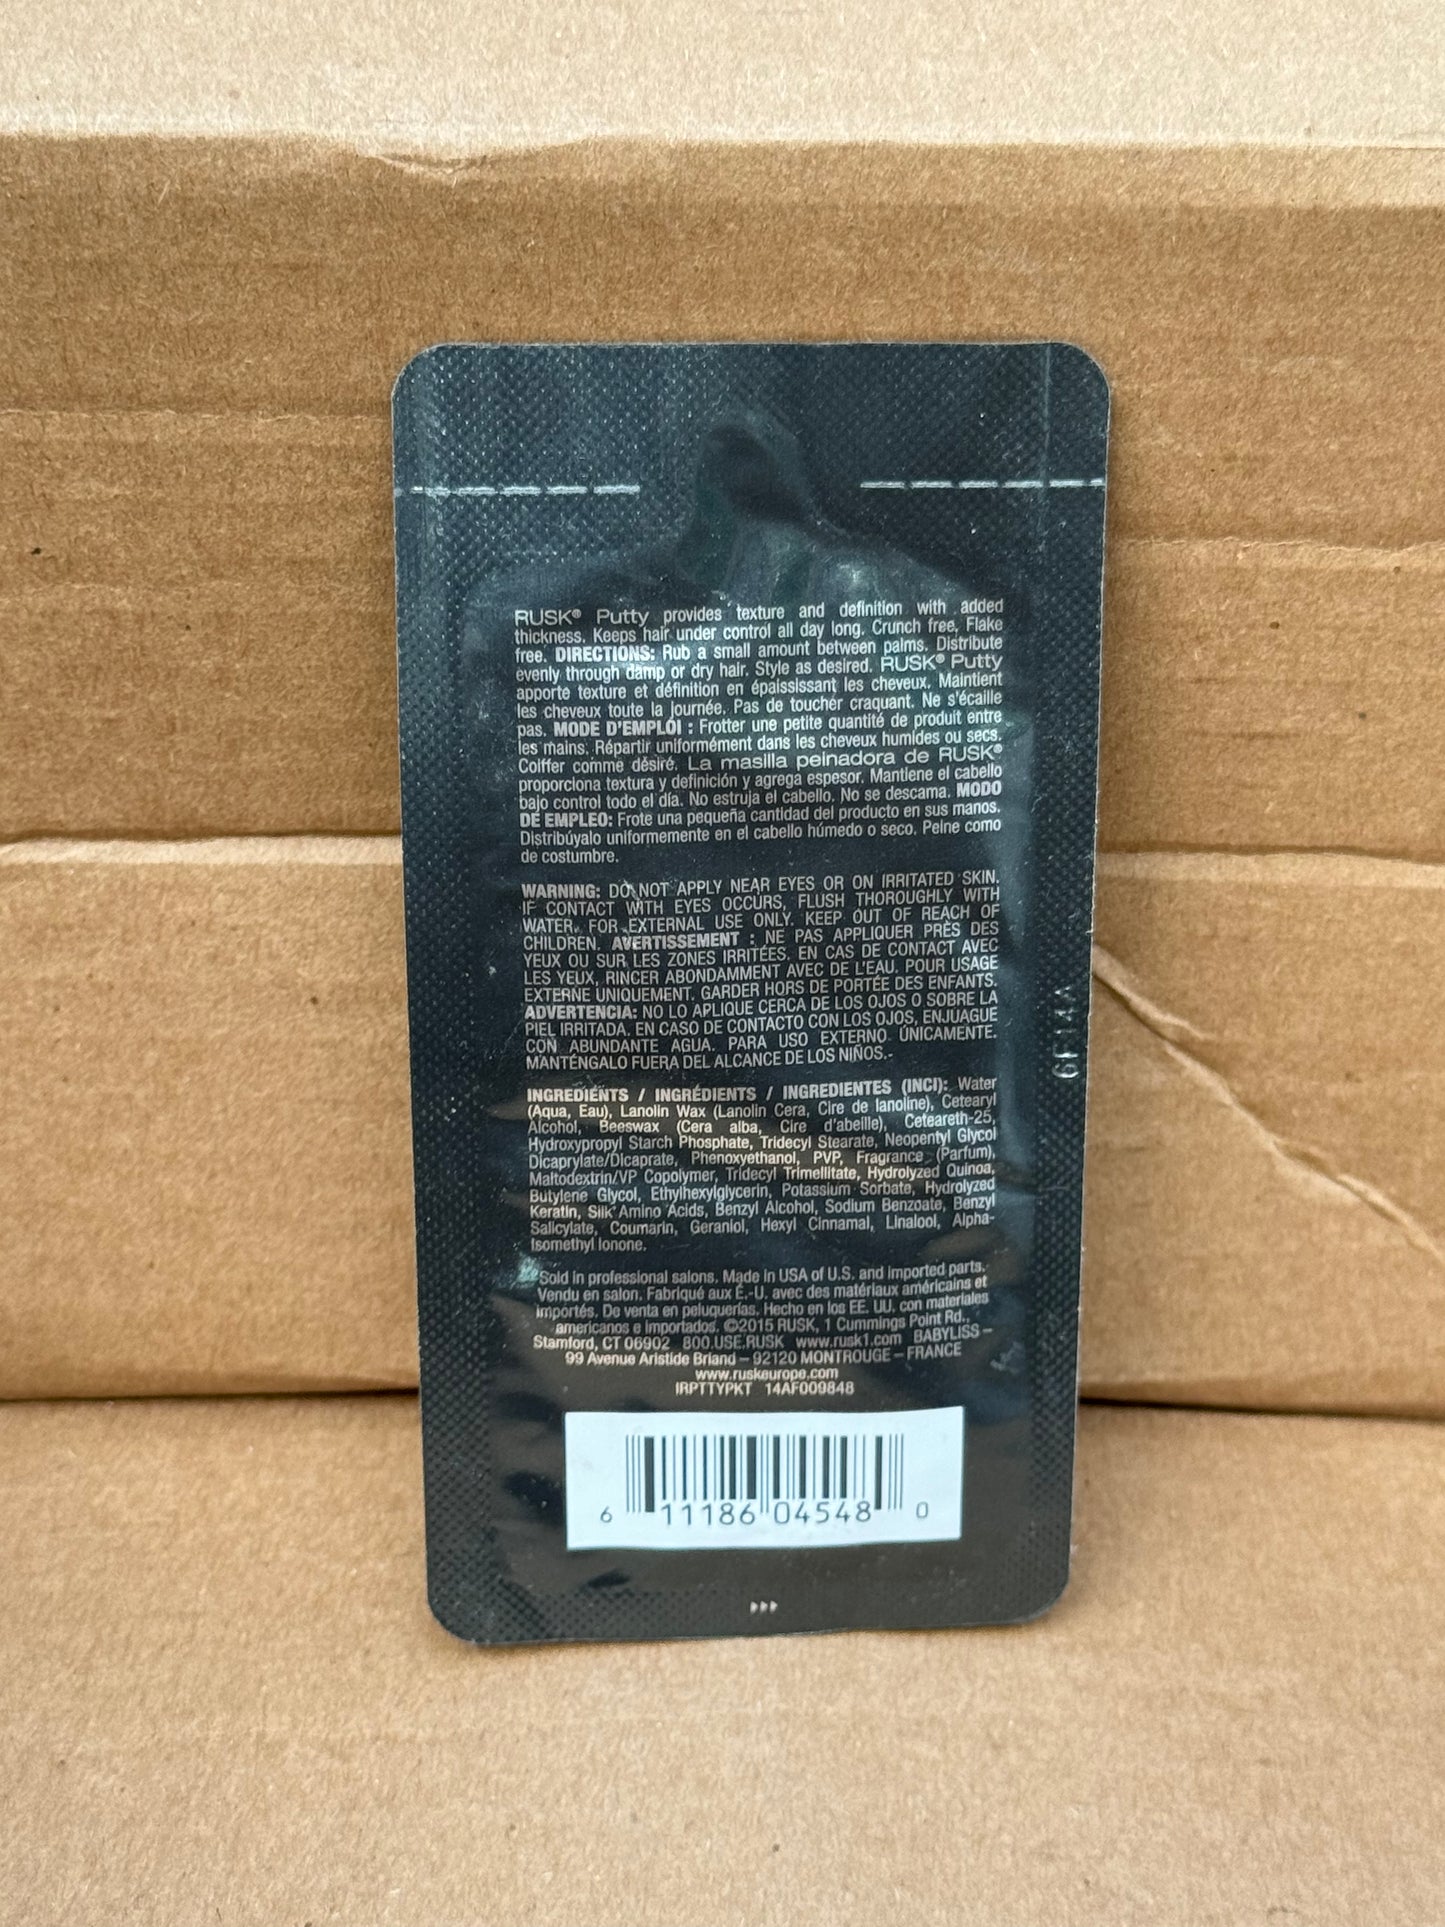 RUSK® Putty provides texture and definition with added
thickness. Keeps hair under control all day long. Crunch free, Flake
free. DIRECTIONS: Rub a small amount between palms. Distribute
evenly through damp or dry hair. Style as desired. RUSK® Putty
apporte texture et définition en épaississant les cheveux. Maintient
les cheveux toute la journée. Pas de toucher craquant. Ne s'écaille
pas. MODE D'EMPLOI : Frotter une petite quantité de produit entre
les mains. Répartir uniformément dans les cheveux humides ou secs.
Coiffer comme désiré. La masilla peinadora de RUSK®
proporciona textura y definición y agrega espesor. Mantiene el cabello
bajo control todo el día. No estruja el cabello. No se descama. MODO
DE EMPLEO: Frote una pequeña cantidad del producto en sus manos.
Distribúyalo uniformemente en el cabello húmedo o seco. Peine como
de costumbre.
WARNING: DO NOT APPLY NEAR EYES OR ON IRRITATED SKIN.
IF CONTACT WITH EYES OCCURS, FLUSH THOROUGHLY WITH
WATER. FOR EXTERNAL USE ONLY. KEEP OUT OF REACH OF
CHILDREN. AVERTISSEMENT : NE PAS APPLIQUER PRÈS DES
YEUX OU SUR LES ZONES IRRITÉES. EN CAS DE CONTACT AVEC
LES YEUX, RINCER ABONDAMMENT AVEC DE L'EAU. POUR USAGE
EXTERNE UNIQUEMENT. GARDER HORS DE PORTÉE DES ENFANTS.
ADVERTENCIA: NO LO APLIQUE CERCA DE LOS OJOS O SOBRE LA
PIEL IRRITADA. EN CASO DE CONTACTO CON LOS OJOS, ENJUAGUE
CON ABUNDANTE AGUA. PARA USO EXTERNO ÚNICAMENTE.
MANTÉNGALO FUERA DEL ALCANCE DE LOS NIÑOS.
INGREDIENTS / INGRÉDIENTS / INGREDIENTES (INCI): Water
(Aqua, Eau), Lanolin Wax (Lanolin Cera, Cire de lanoline), Cetearyl
Alcohol, Beeswax (Cera alba, Cire d'abeille), Ceteareth-25,
Hydroxypropyl Starch Phosphate, Tridecyl Stearate, Neopentyl Glycol
Dicaprylate/Dicaprate, Phenoxyethanol, PVP, Fragrance (Parfum),
Maltodextrin/VP Copolymer, Tridecyl Trimellitate, Hydrolyzed Quinoa,
Butylene Glycol, Ethylhexylglycerin, Potassium Sorbate, Hydrolyzed
Keratin, Silk Amino Acids, Benzyl Alcohol, Sodium Benzoate, Benzyl
Salicylate, Coumarin, Geraniol, Hexyl Cinnamal, Linalool, Alpha-
Isomethyl Ionone.
Sold in professional salons. Made in USA of U.S. and imported parts.
Vendu en salon. Fabriqué aux É.-U. avec des matériaux américains et
importés. De venta en peluquerías. Hecho en los EE. UU. con materiales
americanos e importados. ©2015 RUSK, 1 Cummings Point Rd.,
Stamford, CT 06902 800.USE.RUSK www.rusk1.com BABYLISS –
99 Avenue Aristide Briand – 92120 MONTROUGE – FRANCE
www.ruskeurope.com
IRPTTYPKT 14AF009848
6 11186 04548 0
6F14A